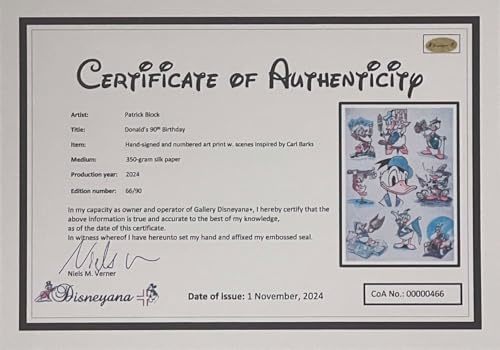 Certificate of Authenticity
Artist: Patrick Block
Title: Donald's 90th Birthday
Item: Hand-signed and numbered art print w. scenes inspired by Carl Barks
Medium: 350-gram silk paper
Production year: 2024
Edition number: 66/90
In my capacity as owner and operator of Gallery Disneyana+, I hereby certify that the
above information is true and accurate to the best of my knowledge,
as of the date of this certificate.
In witness whereof I have hereunto set my hand and affixed my embossed seal.
Niels M. Verner
Disneyana
Date of issue: 1 November, 2024
CoA No.: 00000466